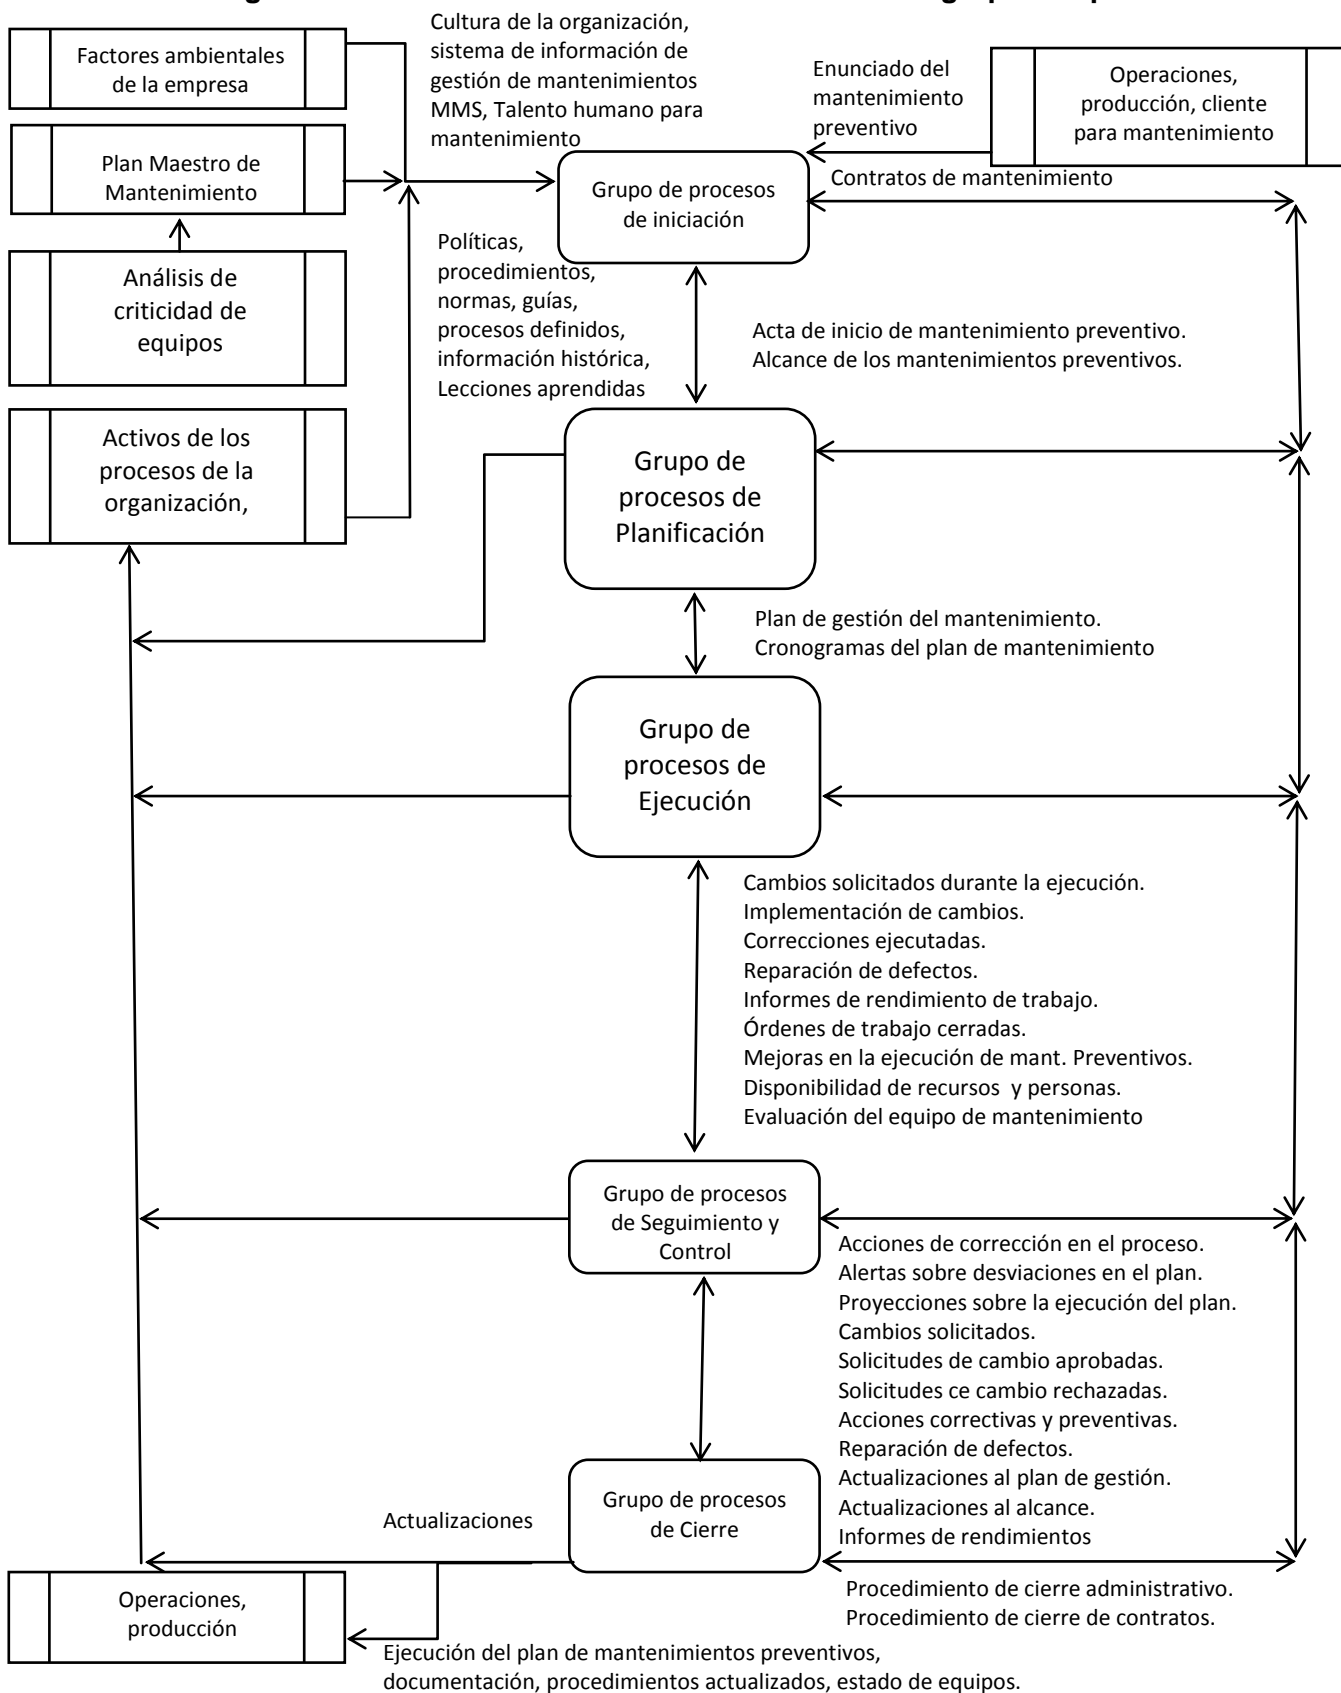 Factores ambientales
de la empresa
Cultura de la organización,
sistema de información de
gestión de mantenimientos
MMS, Talento humano para
mantenimiento
Enunciado del
mantenimiento
preventivo
Operaciones,
producción, cliente
para mantenimiento
Plan Maestro de
Mantenimiento
Grupo de procesos
de iniciación
Contratos de mantenimiento
Análisis de
criticidad de
equipos
Políticas,
procedimientos,
normas, guías,
procesos definidos,
información histórica,
Lecciones aprendidas
Acta de inicio de mantenimiento preventivo.
Alcance de los mantenimientos preventivos.
Activos de los
procesos de la
organización,
Grupo de
procesos de
Planificación
Plan de gestión del mantenimiento.
Cronogramas del plan de mantenimiento
Grupo de
procesos de
Ejecución
Cambios solicitados durante la ejecución.
Implementación de cambios.
Correcciones ejecutadas.
Reparación de defectos.
Informes de rendimiento de trabajo.
Órdenes de trabajo cerradas.
Mejoras en la ejecución de mant. Preventivos.
Disponibilidad de recursos  y personas.
Evaluación del equipo de mantenimiento
Grupo de procesos
de Seguimiento y
Control
Acciones de corrección en el proceso.
Alertas sobre desviaciones en el plan.
Proyecciones sobre la ejecución del plan.
Cambios solicitados.
Solicitudes de cambio aprobadas.
Solicitudes ce cambio rechazadas.
Acciones correctivas y preventivas.
Reparación de defectos.
Actualizaciones al plan de gestión.
Actualizaciones al alcance.
Informes de rendimientos
Grupo de procesos
de Cierre
Actualizaciones
Procedimiento de cierre administrativo.
Procedimiento de cierre de contratos.
Operaciones,
producción
Ejecución del plan de mantenimientos preventivos,
documentación, procedimientos actualizados, estado de equipos.